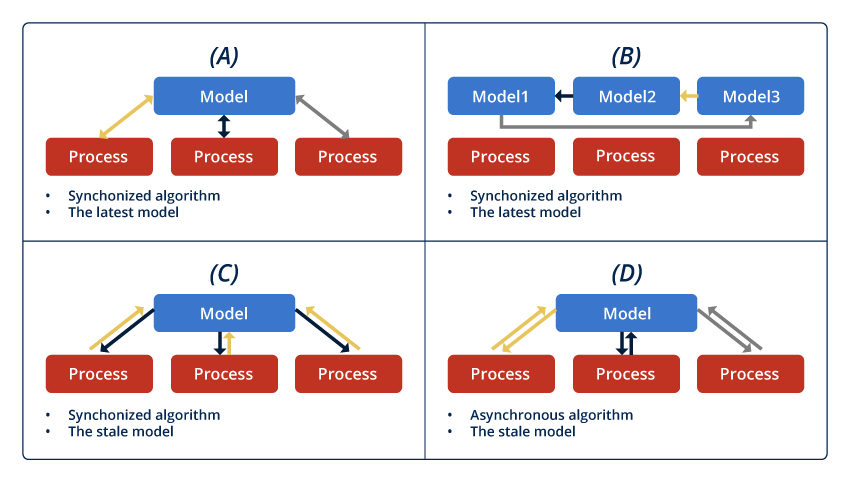 (A)
Model
Process Process Process
• Synchonized algorithm
• The latest model
(B)
Model1 Model2 Model3
Process Process Process
• Synchonized algorithm
• The latest model
(C)
Model
Process Process Process
• Synchonized algorithm
• The stale model
(D)
Model
Process Process Process
• Asynchronous algorithm
• The stale model